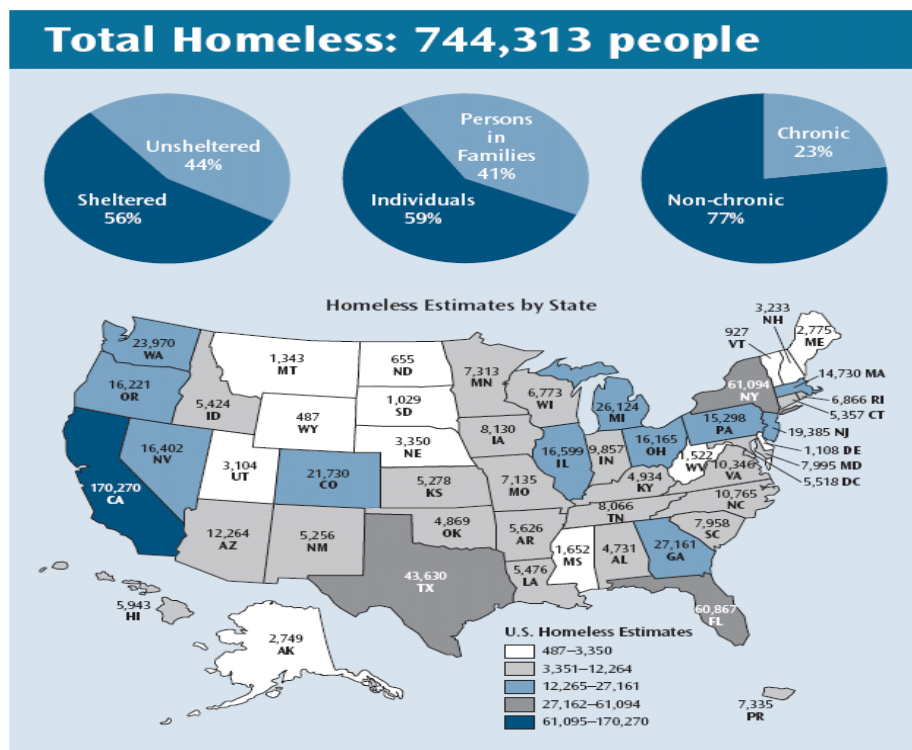 Total Homeless: 744,313 people
Unsheltered
44%
Sheltered
56%
Persons
in
Families
41%
Individuals
59%
Chronic
23%
Non-chronic
77%
Homeless Estimates by State
3,233
NH
927
VT
2,775
ME
23,970
WA
1,343
MT
655
ND
7,313
MN
14,730 MA
16,221
OR
5,424
ID
1,029
SD
6,773
WI
26,124
MI
61,094
NY
6,866 RI
5,357 CT
487
WY
8,130
IA
15,298
PA
19,385 NJ
16,402
NV
3,350
NE
16,599
IL
9,857
IN
16,165
OH
1,108 DE
3,104
UT
21,730
CO
1,522
WV
10,346
VA
7,995 MD
5,518 DC
170,270
CA
5,278
KS
7,135
MO
4,934
KY
10,765
NC
12,264
AZ
5,256
NM
4,869
OK
5,626
AR
8,066
TN
7,958
SC
1,652
MS
4,731
AL
27,161
GA
43,630
TX
5,476
LA
60,867
FL
5,943
HI
2,749
AK
U.S. Homeless Estimates
487–3,350
3,351–12,264
12,265–27,161
27,162–61,094
61,095–170,270
7,335
PR